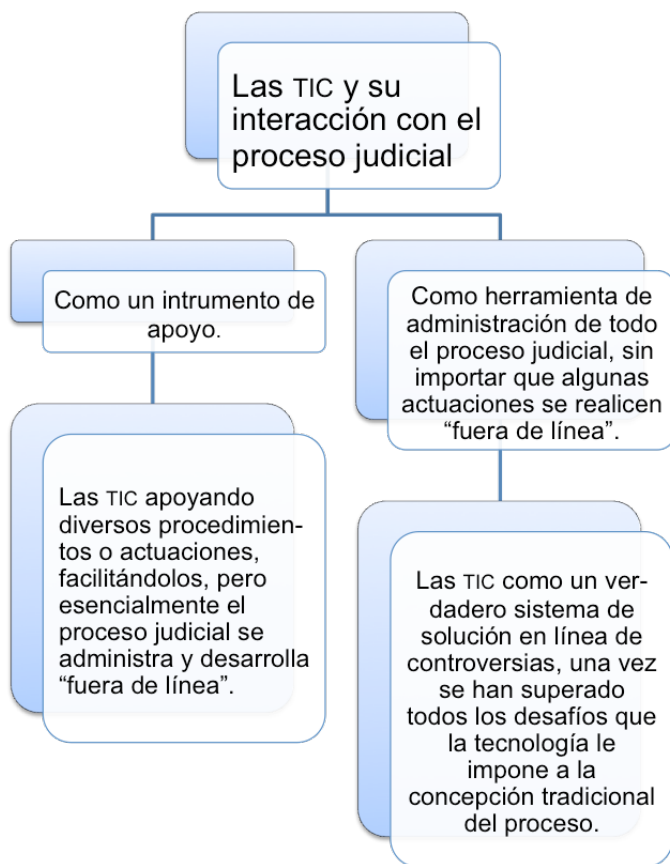 Las TIC y su
interacción con el
proceso judicial
Como un intrumento de
apoyo.
Las TIC apoyando
diversos procedimien-
tos o actuaciones,
facilitándolos, pero
esencialmente el
proceso judicial se
administra y desarrolla
“fuera de línea”.
Como herramienta de
administración de todo
el proceso judicial, sin
importar que algunas
actuaciones se realicen
“fuera de línea”.
Las TIC como un ver-
dadero sistema de
solución en línea de
controversias, una vez
se han superado
todos los desafíos que
la tecnología le
impone a la
concepción tradicional
del proceso.